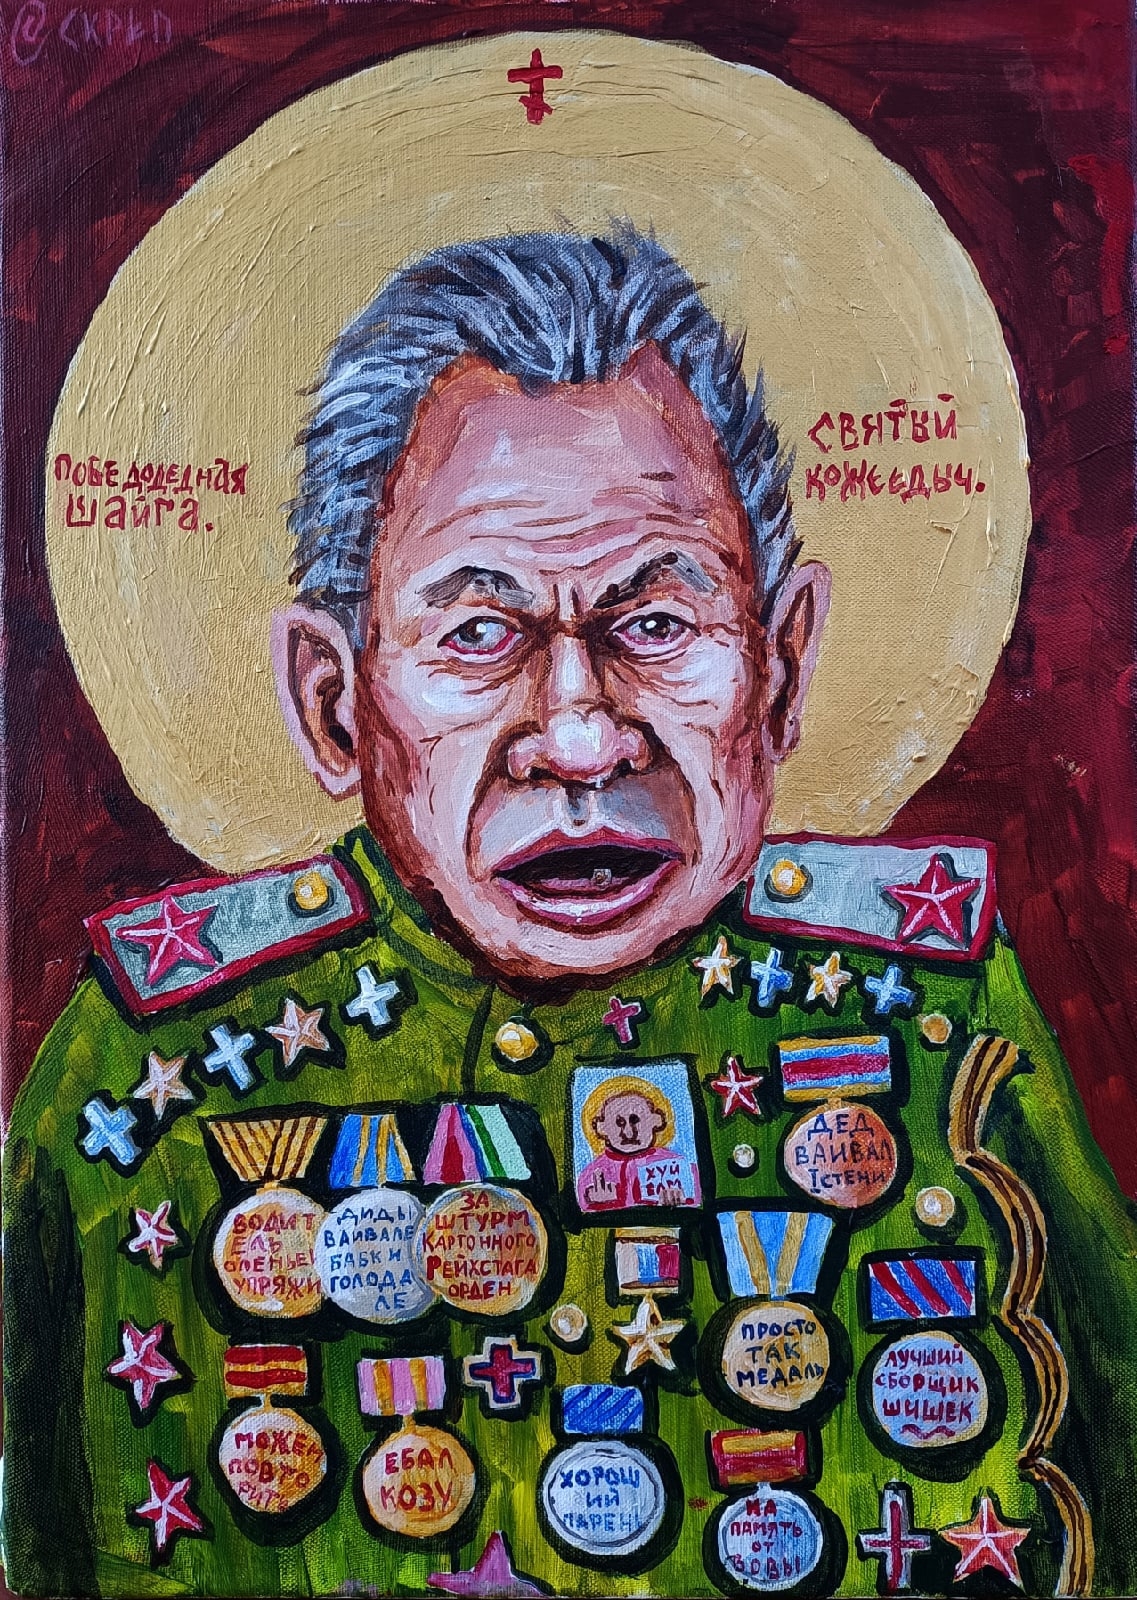 @ СКРЕП
ПОБЕДОДЕДНАЯ
ШАЙГА.
СВЯТЫЙ
КОЖЕЕДЫЧ.
ДЕД
ВАИВАЛ
СТЕНИ
ХУЙ
ВАМ
ВОДИТ
ЕЛЬ
ОЛЕНЬЕЙ
УПРЯЖИ
ДИДЫ
ВАИВАЛЕ
БАБКИ
ГОЛОДА
ЛЕ
ЗА
ШТУРМ
КАРТОННОГО
РЕЙХСТАГА
ОРДЕН
ПРОСТО
ТАК
МЕДАЛЬ
ЛУЧШИЙ
СБОРЩИК
ШИШЕК
МОЖЕМ
ПОВТО
РИТЬ
ЕБАЛ
КОЗУ
ХОРОШ
ИЙ
ПАРЕНЬ
НА
ПАМЯТЬ
ОТ
ВОВЫ